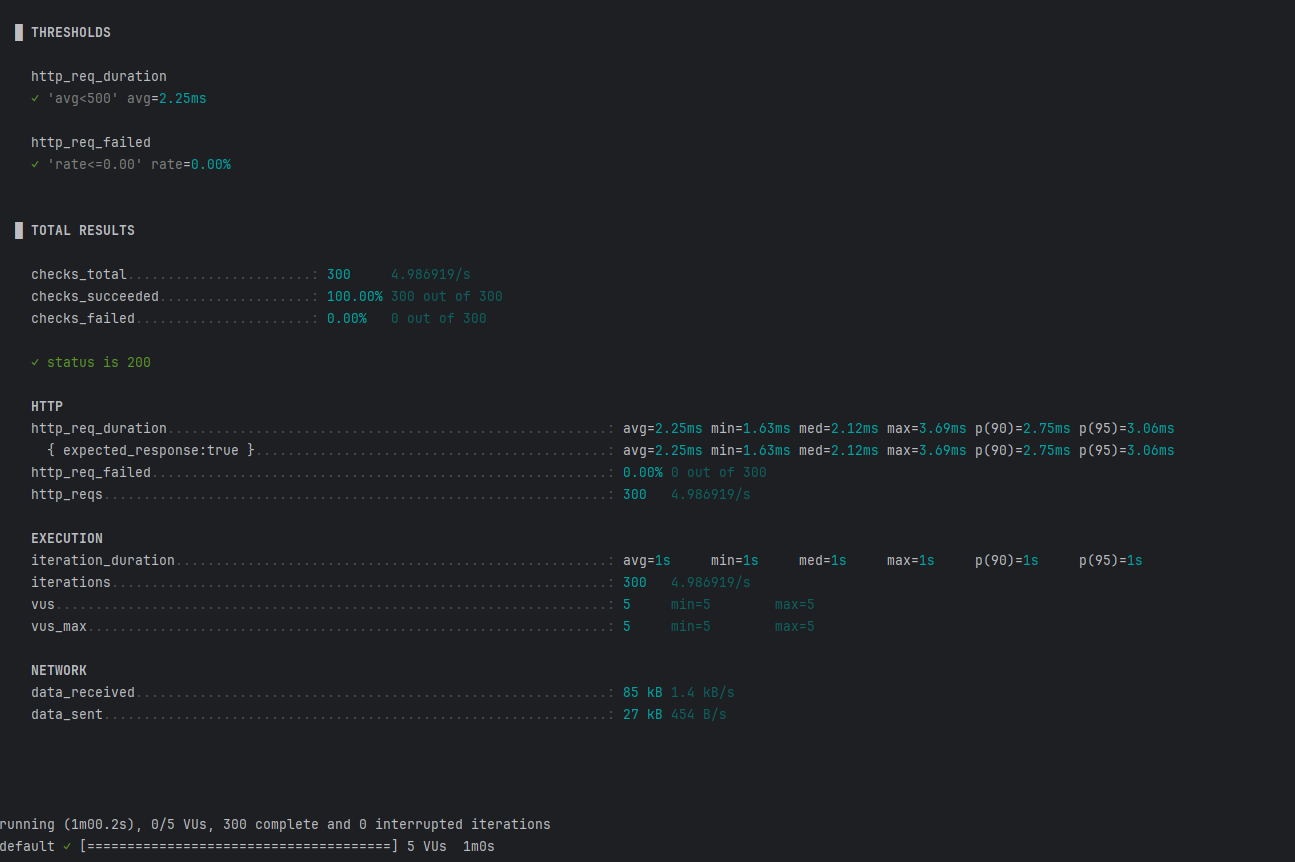 █ THRESHOLDS
http_req_duration
✓ 'avg<500' avg=2.25ms
http_req_failed
✓ 'rate<=0.00' rate=0.00%
█ TOTAL RESULTS
checks_total.......................: 300     4.986919/s
checks_succeeded...................: 100.00% 300 out of 300
checks_failed......................: 0.00%   0 out of 300
✓ status is 200
HTTP
http_req_duration.......................................................: avg=2.25ms min=1.63ms med=2.12ms max=3.69ms p(90)=2.75ms p(95)=3.06ms
{ expected_response:true }............................................: avg=2.25ms min=1.63ms med=2.12ms max=3.69ms p(90)=2.75ms p(95)=3.06ms
http_req_failed.........................................................: 0.00% 0 out of 300
http_reqs...............................................................: 300   4.986919/s
EXECUTION
iteration_duration......................................................: avg=1s     min=1s     med=1s     max=1s     p(90)=1s     p(95)=1s
iterations..............................................................: 300   4.986919/s
vus.....................................................................: 5     min=5        max=5
vus_max.................................................................: 5     min=5        max=5
NETWORK
data_received...........................................................: 85 kB 1.4 kB/s
data_sent...............................................................: 27 kB 454 B/s
running (1m00.2s), 0/5 VUs, 300 complete and 0 interrupted iterations
default ✓ [======================================] 5 VUs  1m0s